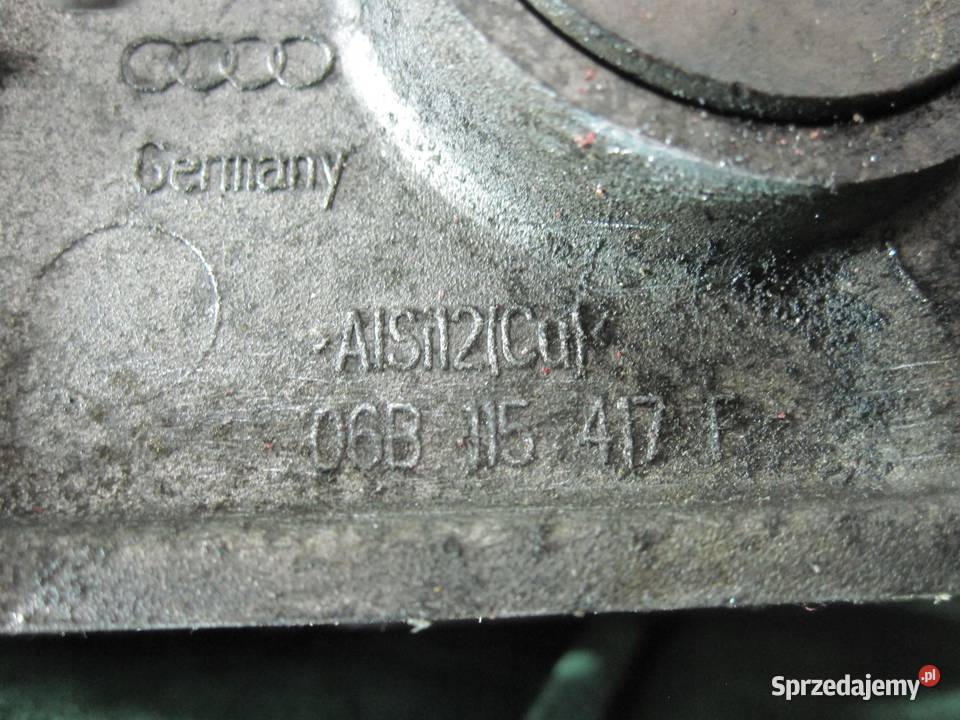 Germany
>AlSi12(Cu)<
06B 115 417 F
Sprzedajemy.pl